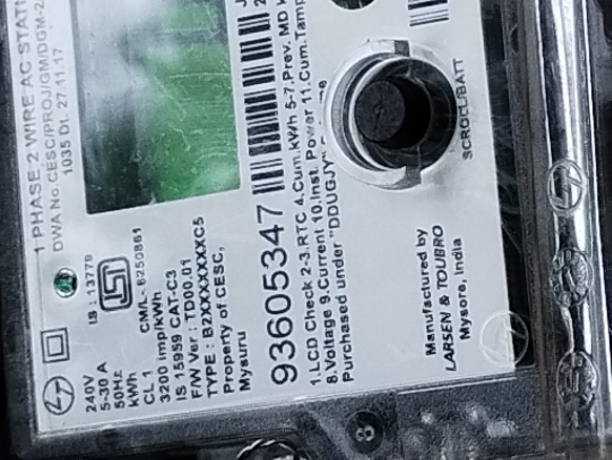 1 PHASE 2 WIRE AC STATI
DWA No. CESC/PROJ/GM/DGM-2
1035 Dt. 27.11.17
IS : 13779
CM/L- 8250861
240V
5-30 A
50Hz
kWh
CL 1
3200 imp/kWh
IS 15959 CAT-C3
F/W Ver : TD00.01
TYPE : B2XXXXXXXXC5
Property of CESC,
Mysuru
93605347
1.LCD Check 2-3.RTC 4.Cum.kWh 5-7.Prev. MD k
8.Voltage 9.Current 10.Inst. Power 11.Cum.Tamp
Purchased under "DDUGJY"
SCROLL/BATT
Manufactured by
LARSEN & TOUBRO
Mysore, India